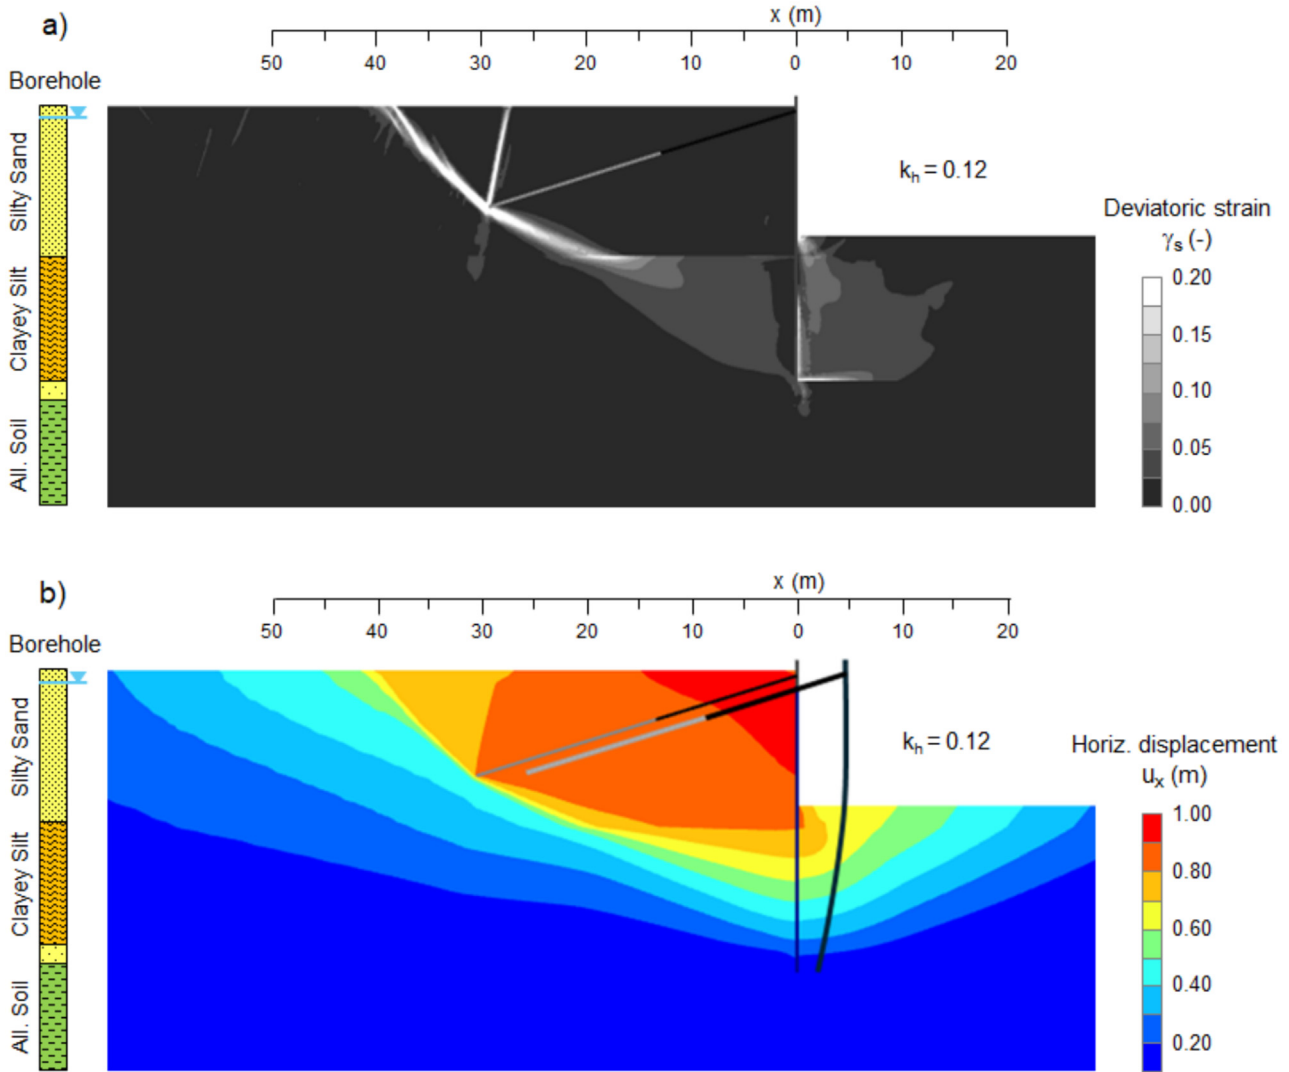 a)
x (m)
50 40 30 20 10 0 10 20
Borehole
Silty Sand
Clayey Silt
All. Soil
kh = 0.12
Deviatoric strain
γs (-)
0.20
0.15
0.10
0.05
0.00
b)
x (m)
50 40 30 20 10 0 10 20
Borehole
Silty Sand
Clayey Silt
All. Soil
kh = 0.12
Horiz. displacement
ux (m)
1.00
0.80
0.60
0.40
0.20